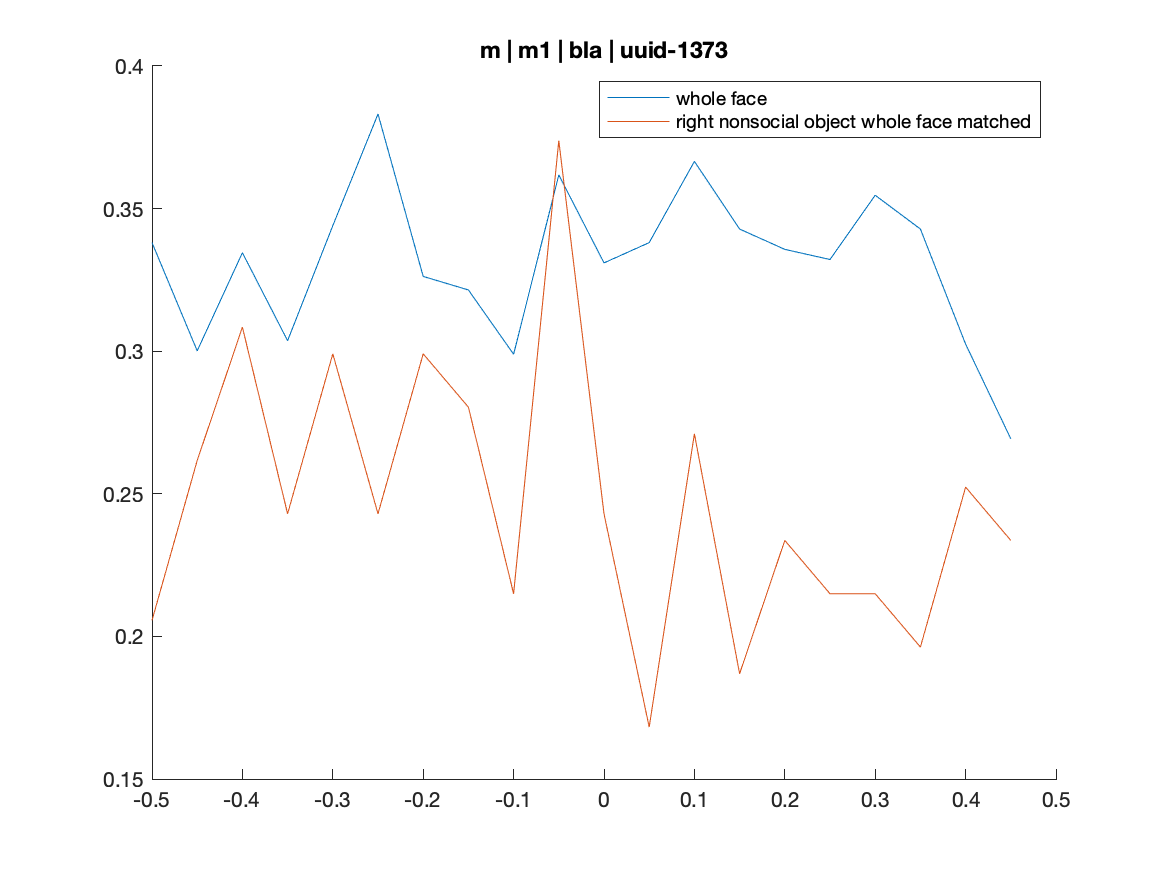 m | m1 | bla | uuid-1373
whole face
right nonsocial object whole face matched
0.4
0.35
0.3
0.25
0.2
0.15
-0.5 -0.4 -0.3 -0.2 -0.1 0 0.1 0.2 0.3 0.4 0.5